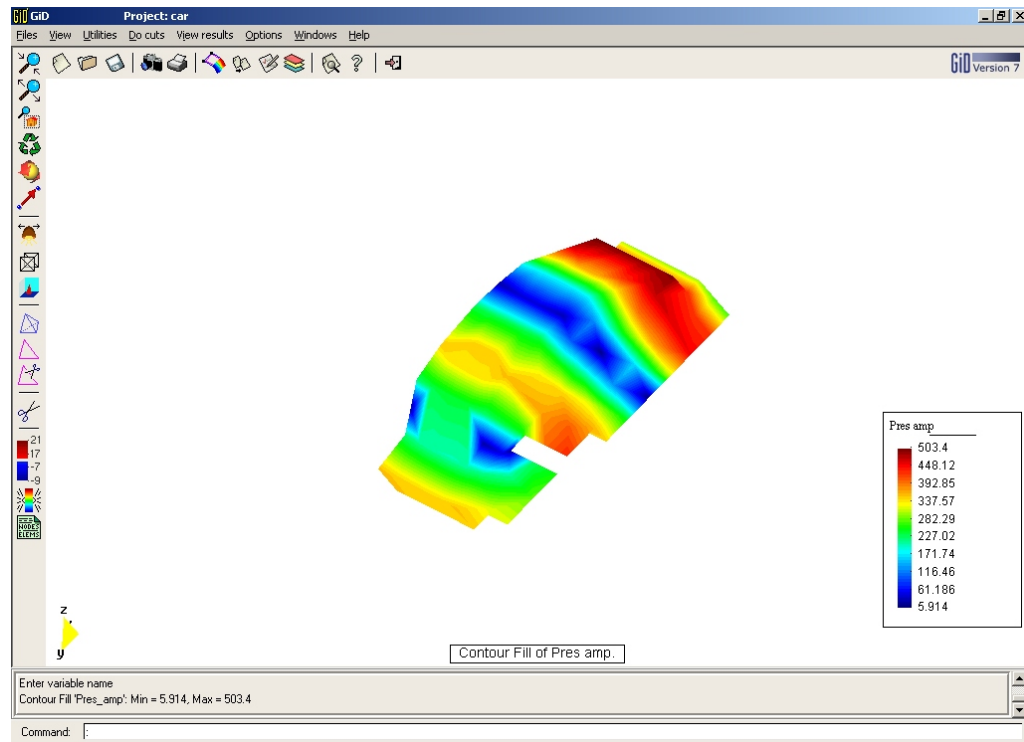 GiD GiD Project: car
Files View Utilities Do cuts View results Options Windows Help
GiD Version 7
21
17
-7
-9
NODES
ELEMS
Pres amp
503.4
448.12
392.85
337.57
282.29
227.02
171.74
116.46
61.186
5.914
z
y
Contour Fill of Pres amp.
Enter variable name
Contour Fill 'Pres_amp': Min = 5.914, Max = 503.4
Command: :